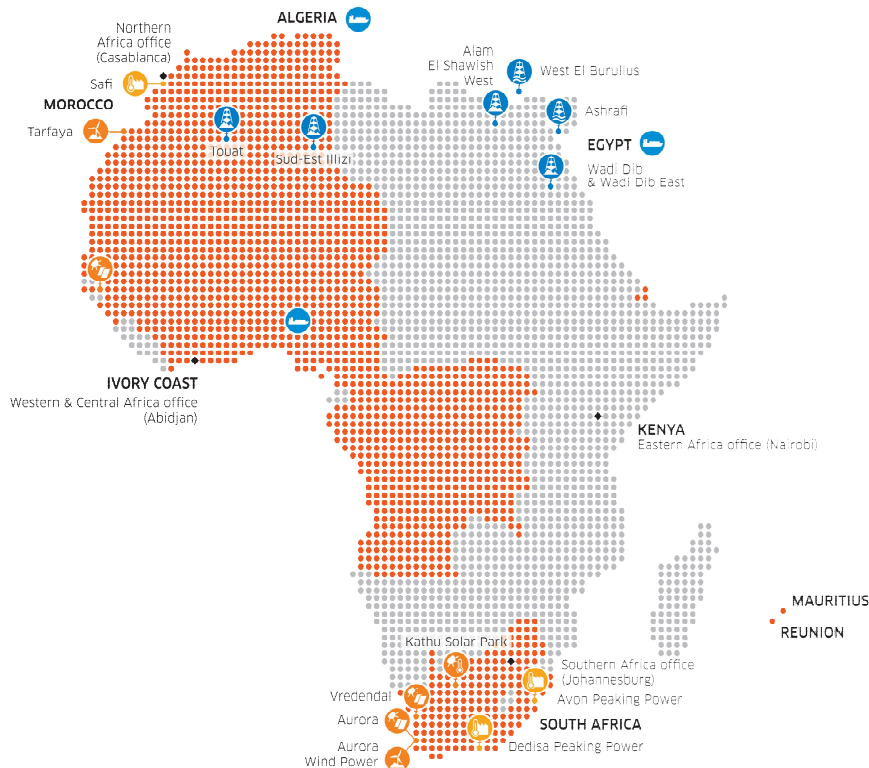 ALGERIA
Northern
Africa office
(Casablanca)
Safi
MOROCCO
Tarfaya
Touat
Sud-Est Illizi
Alam
El Shawish
West
West El Burullus
Ashrafi
EGYPT
Wadi Dib
& Wadi Dib East
IVORY COAST
Western & Central Africa office
(Abidjan)
KENYA
Eastern Africa office (Nairobi)
MAURITIUS
REUNION
Kathu Solar Park
Southern Africa office
(Johannesburg)
Vredendal
Avon Peaking Power
Aurora
SOUTH AFRICA
Dedisa Peaking Power
Aurora
Wind Power